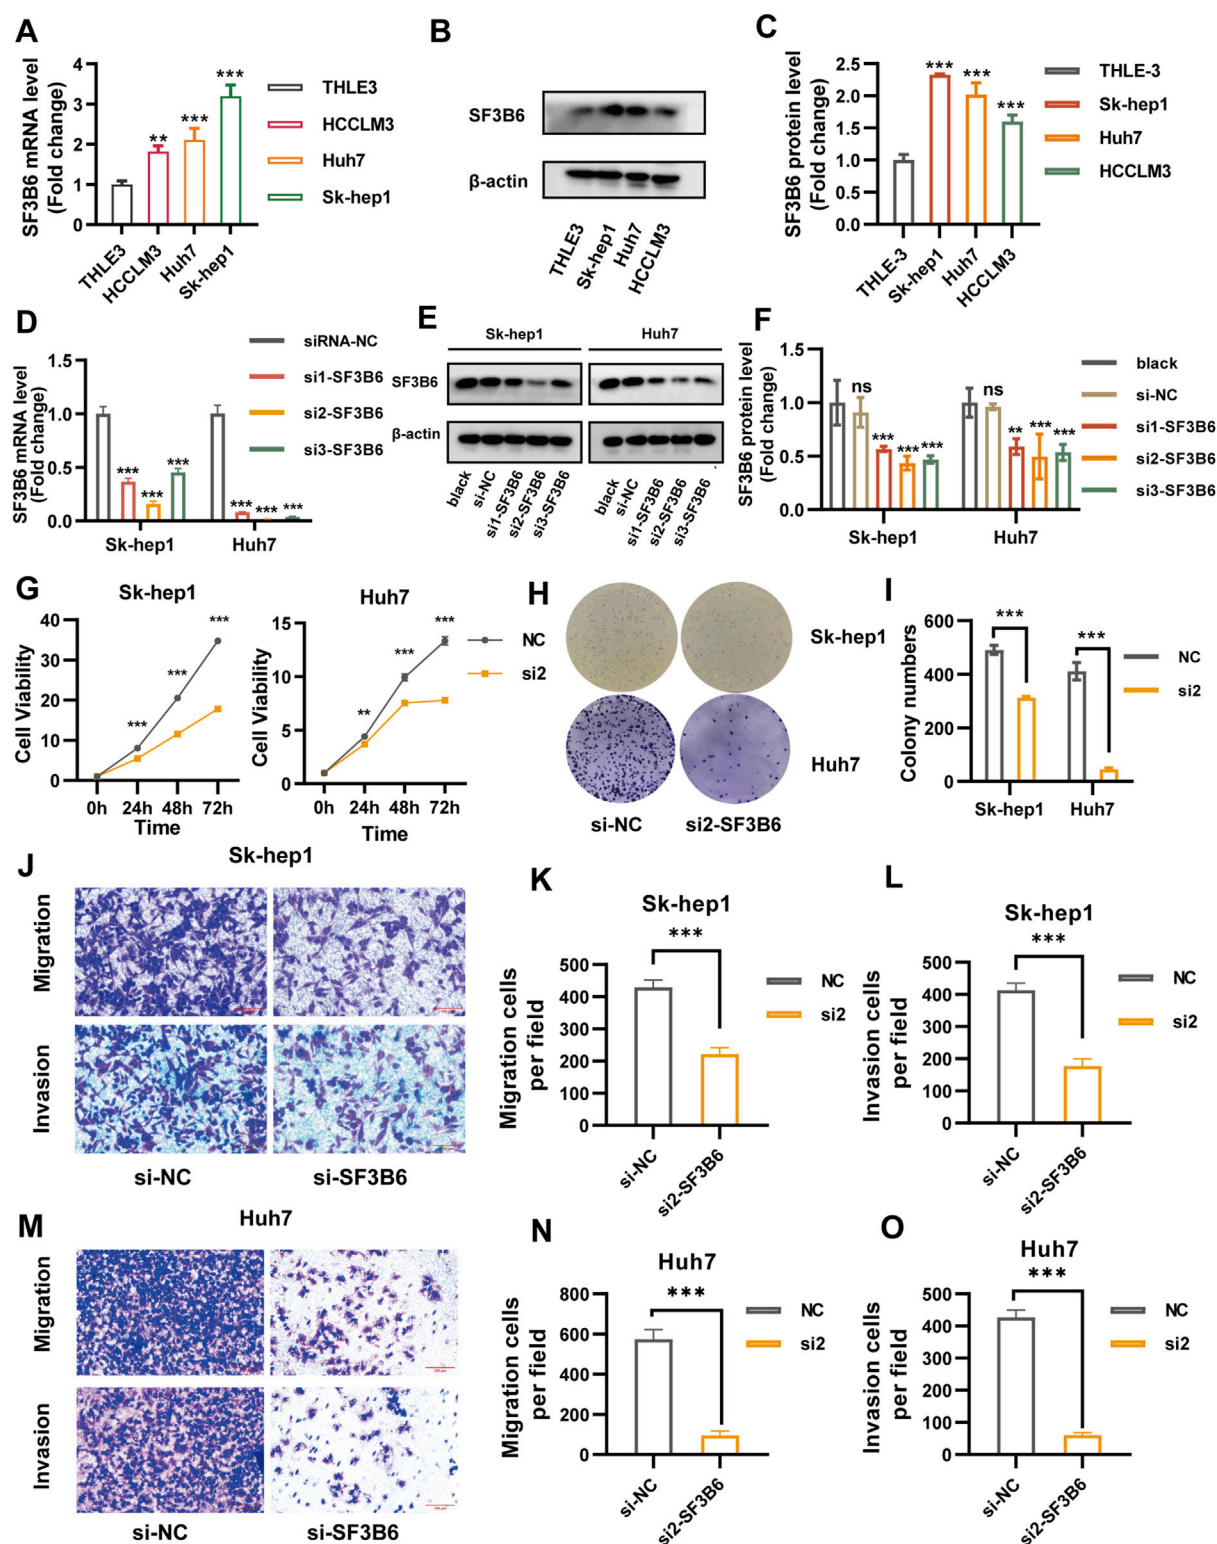 A
SF3B6 mRNA level
(Fold change)
4
3
2
1
0
**
***
***
THLE3
HCCLM3
Huh7
Sk-hep1
THLE3
HCCLM3
Huh7
Sk-hep1
B
SF3B6
β-actin
THLE3
Sk-hep1
Huh7
HCCLM3
C
SF3B6 protein level
(Fold change)
2.5
2.0
1.5
1.0
0.5
0.0
***
***
***
THLE-3
Sk-hep1
Huh7
HCCLM3
THLE-3
Sk-hep1
Huh7
HCCLM3
D
SF3B6 mRNA level
(Fold change)
1.5
1.0
0.5
0.0
***
***
***
***
***
***
Sk-hep1
Huh7
siRNA-NC
si1-SF3B6
si2-SF3B6
si3-SF3B6
E
Sk-hep1
Huh7
SF3B6
β-actin
black
si-NC
si1-SF3B6
si2-SF3B6
si3-SF3B6
black
si-NC
si1-SF3B6
si2-SF3B6
si3-SF3B6
F
SF3B6 protein level
(Fold change)
1.5
1.0
0.5
0.0
ns
***
***
***
ns
**
***
***
Sk-hep1
Huh7
black
si-NC
si1-SF3B6
si2-SF3B6
si3-SF3B6
G
Sk-hep1
Cell Viability
40
30
20
10
0
***
***
***
0h
24h
48h
72h
Time
Huh7
Cell Viability
15
10
5
0
**
***
***
0h
24h
48h
72h
Time
NC
si2
H
Sk-hep1
Huh7
si-NC
si2-SF3B6
I
Colony numbers
600
400
200
0
***
***
Sk-hep1
Huh7
NC
si2
J
Sk-hep1
Migration
Invasion
si-NC
si-SF3B6
K
Sk-hep1
***
Migration cells
per field
500
400
300
200
100
0
si-NC
si2-SF3B6
NC
si2
L
Sk-hep1
***
Invasion cells
per field
500
400
300
200
100
0
si-NC
si2-SF3B6
NC
si2
M
Huh7
Migration
Invasion
si-NC
si-SF3B6
N
Huh7
***
Migration cells
per field
800
600
400
200
0
si-NC
si2-SF3B6
NC
si2
O
Huh7
***
Invasion cells
per field
500
400
300
200
100
0
si-NC
si2-SF3B6
NC
si2